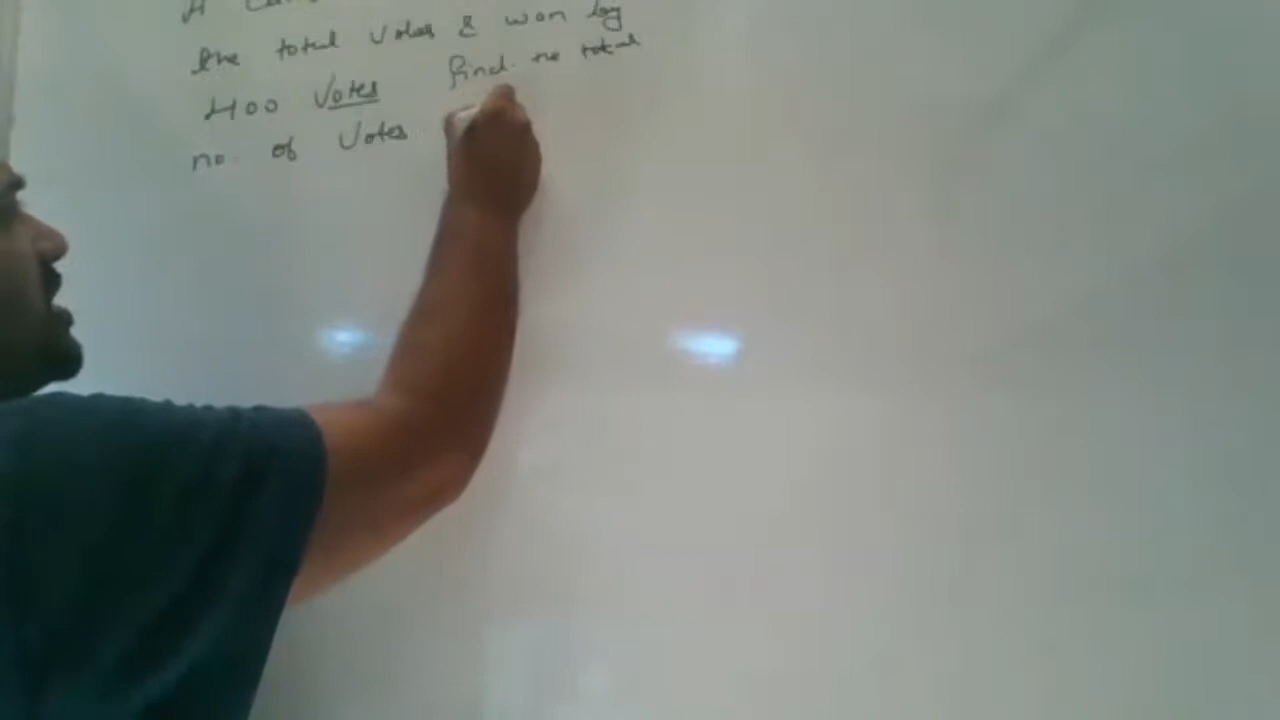 A
the total votes & won by
400 Votes find the total
no. of Votes